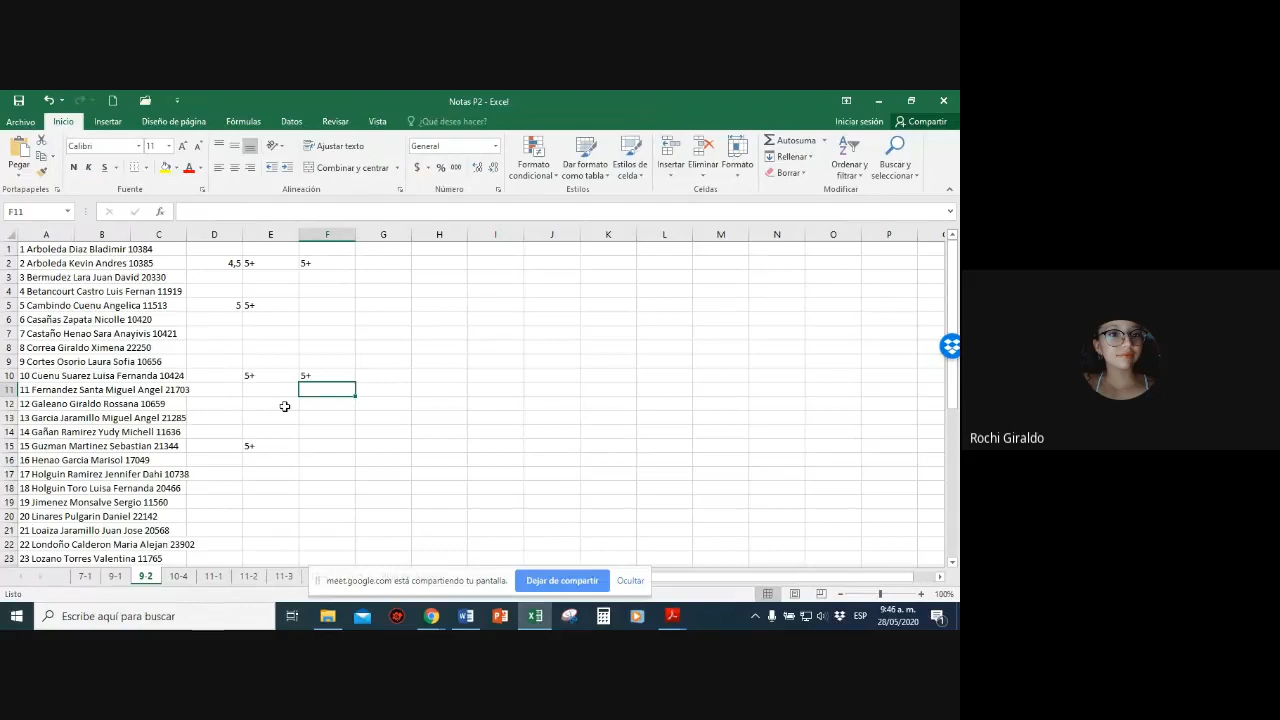 Notas P2 - Excel
Archivo Inicio Insertar Diseño de página Fórmulas Datos Revisar Vista ¿Qué desea hacer? Iniciar sesión Compartir
Pegar
Calibri 11
N K S
Ajustar texto
Combinar y centrar
General
$ % 000
Formato condicional
Dar formato como tabla
Estilos de celda
Insertar Eliminar Formato
Autosuma
Rellenar
Borrar
Ordenar y filtrar
Buscar y seleccionar
Portapapeles Fuente Alineación Número Estilos Celdas Modificar
F11 fx
A B C D E F G H I J K L M N O P
1 1 Arboleda Diaz Bladimir 10384
2 2 Arboleda Kevin Andres 10385 4,5 5+ 5+
3 3 Bermudez Lara Juan David 20330
4 4 Betancourt Castro Luis Fernan 11919
5 5 Cambindo Cuenu Angelica 11513 5 5+
6 6 Casañas Zapata Nicolle 10420
7 7 Castaño Henao Sara Anayivis 10421
8 8 Correa Giraldo Ximena 22250
9 9 Cortes Osorio Laura Sofia 10656
10 10 Cuenu Suarez Luisa Fernanda 10424 5+ 5+
11 11 Fernandez Santa Miguel Angel 21703
12 12 Galeano Giraldo Rossana 10659
13 13 Garcia Jaramillo Miguel Angel 21285
14 14 Gañan Ramirez Yudy Michell 11636
15 15 Guzman Martinez Sebastian 21344 5+
16 16 Henao Garcia Marisol 17049
17 17 Holguin Ramirez Jennifer Dahi 10738
18 18 Holguin Toro Luisa Fernanda 20466
19 19 Jimenez Monsalve Sergio 11560
20 20 Linares Pulgarin Daniel 22142
21 21 Loaiza Jaramillo Juan Jose 20568
22 22 Londoño Calderon Maria Alejan 23902
23 23 Lozano Torres Valentina 11765
7-1 9-1 9-2 10-4 11-1 11-2 11-3
meet.google.com está compartiendo tu pantalla. Dejar de compartir Ocultar
Listo 100%
Escribe aquí para buscar
ESP
9:46 a. m.
28/05/2020
Rochi Giraldo